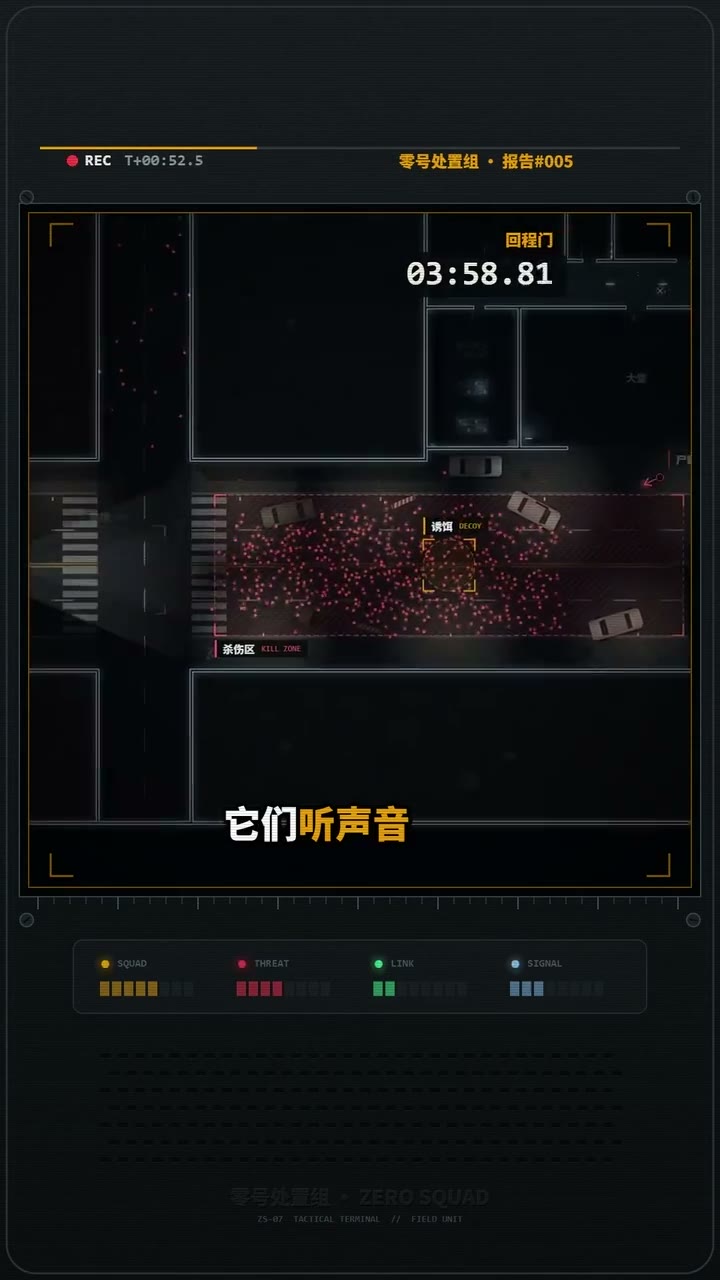 REC T+00:52.5
零号处置组 · 报告#005
回程门
03:58.81
大堂
诱饵 DECOY
杀伤区 KILL ZONE
它们听声音
SQUAD THREAT LINK SIGNAL
零号处置组 · ZERO SQUAD
ZS-07 TACTICAL TERMINAL // FIELD UNIT